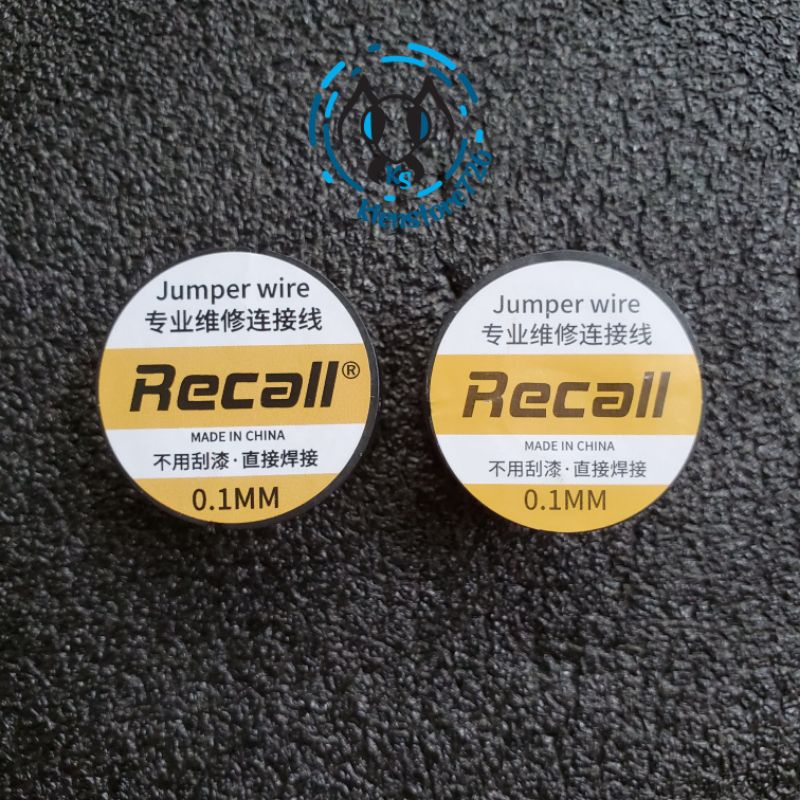 KS
klenstore720
Jumper wire
专业维修连接线
Recall®
MADE IN CHINA
不用刮漆·直接焊接
0.1MM
Jumper wire
专业维修连接线
Recall
MADE IN CHINA
不用刮漆·直接焊接
0.1MM